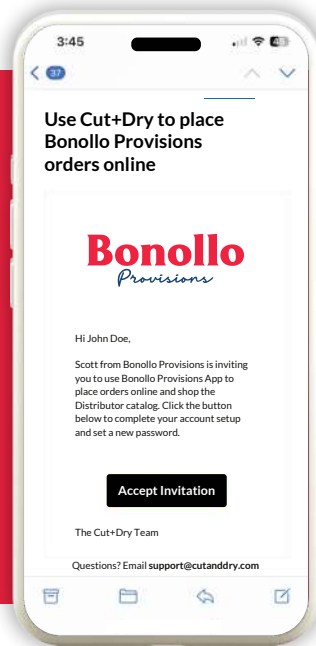 3:45
37
45
Use Cut+Dry to place
Bonollo Provisions
orders online
Bonollo
Provisions
Hi John Doe,
Scott from Bonollo Provisions is inviting
you to use Bonollo Provisions App to
place orders online and shop the
Distributor catalog. Click the button
below to complete your account setup
and set a new password.
Accept Invitation
The Cut+Dry Team
Questions? Email support@cutanddry.com